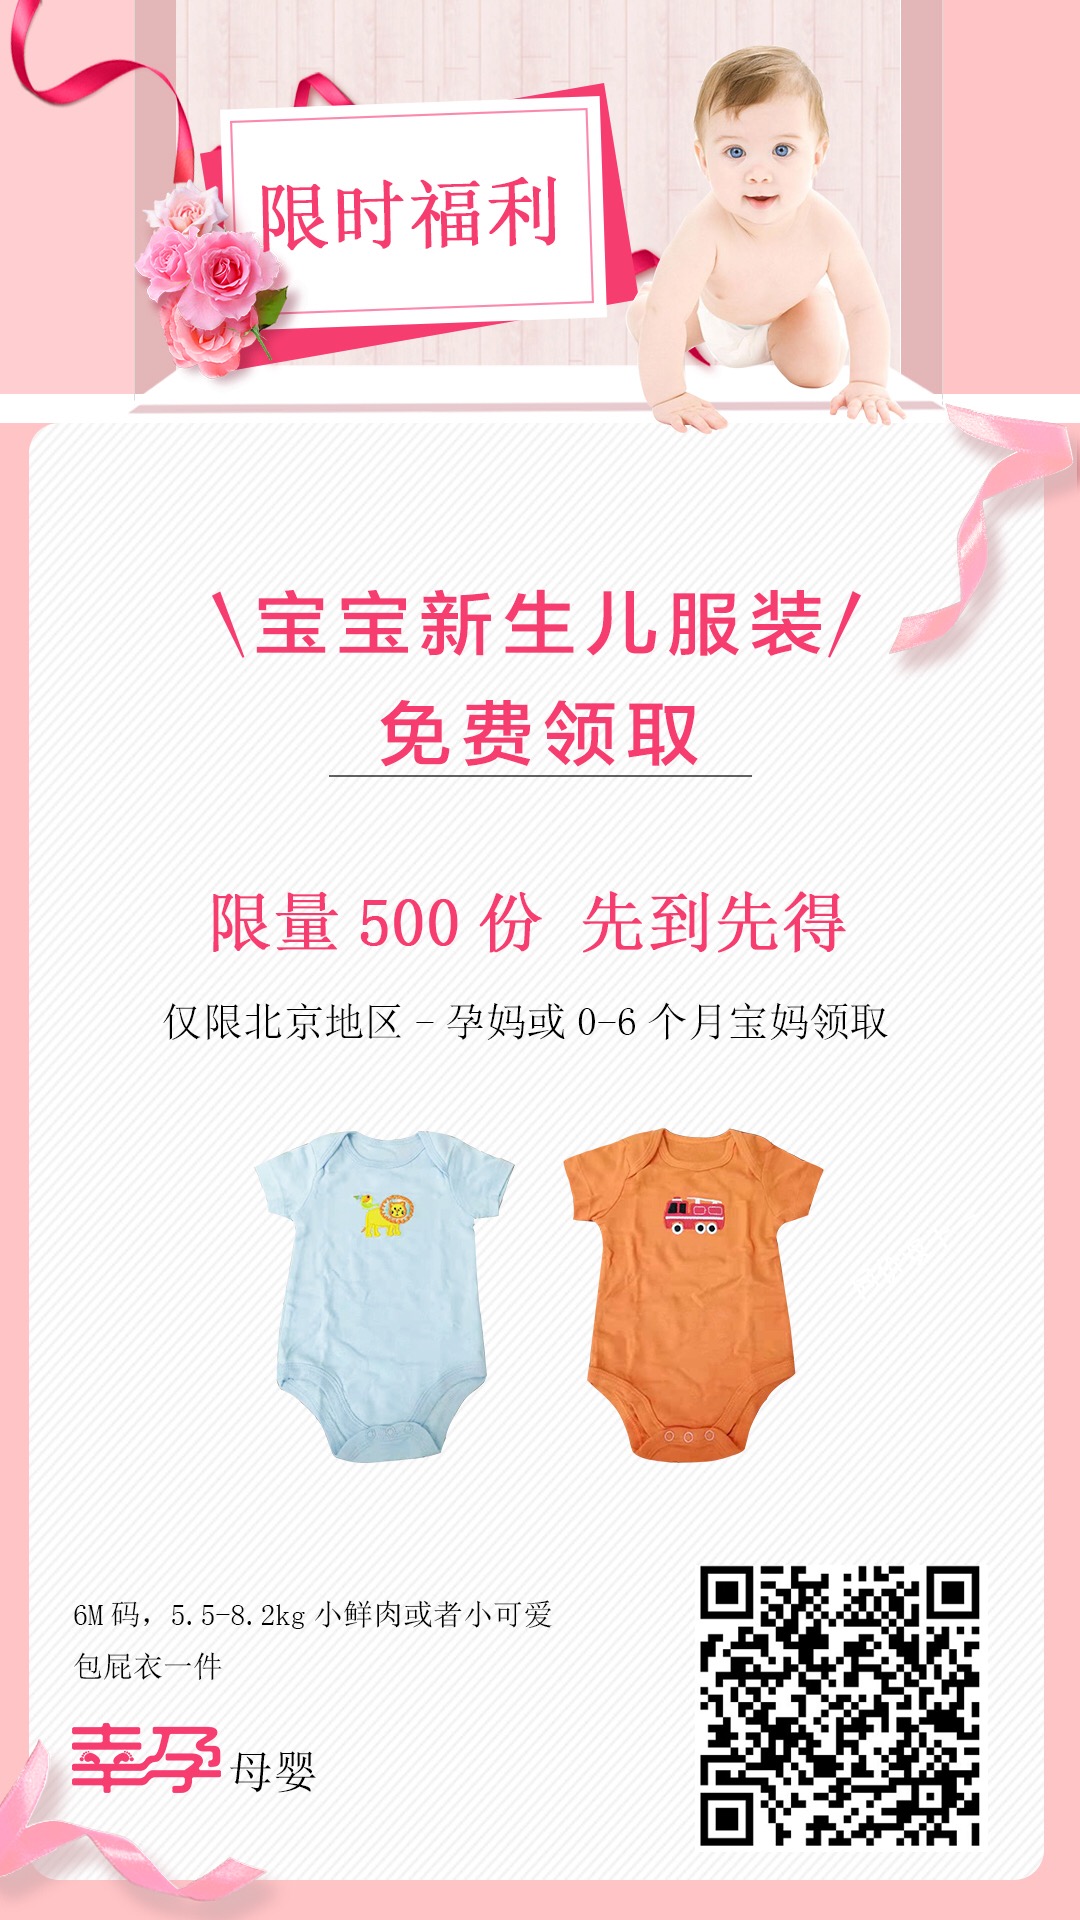 限时福利
\宝宝新生儿服装/
免费领取
限量 500 份 先到先得
仅限北京地区 – 孕妈或 0-6 个月宝妈领取
6M 码，5.5-8.2kg 小鲜肉或者小可爱
包屁衣一件
幸孕 母婴